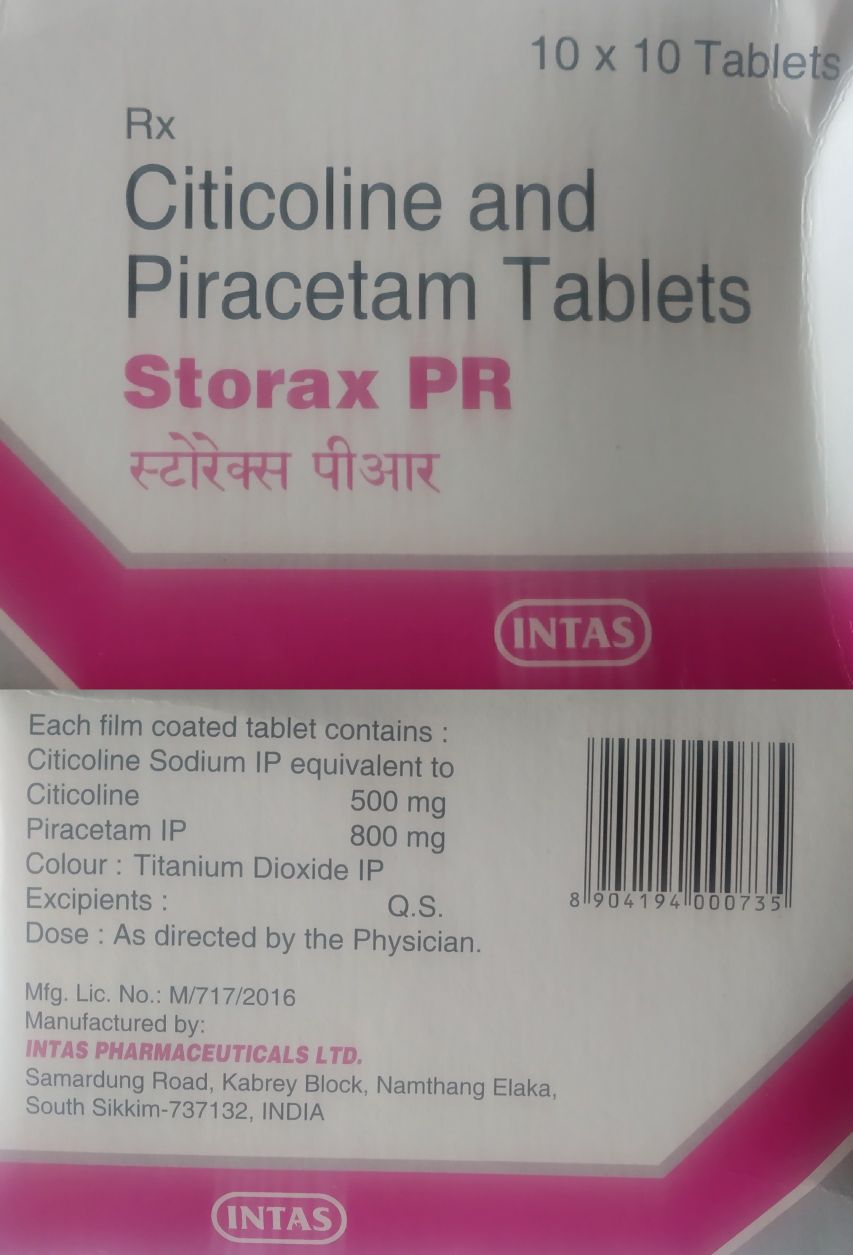 10 x 10 Tablets
Rx
Citicoline and
Piracetam Tablets
Storax PR
स्टोरेक्स पीआर
INTAS
Each film coated tablet contains :
Citicoline Sodium IP equivalent to
Citicoline 500 mg
Piracetam IP 800 mg
Colour : Titanium Dioxide IP
Excipients : Q.S.
Dose : As directed by the Physician.
8 904194 000735
Mfg. Lic. No.: M/717/2016
Manufactured by:
INTAS PHARMACEUTICALS LTD.
Samardung Road, Kabrey Block, Namthang Elaka,
South Sikkim-737132, INDIA
INTAS